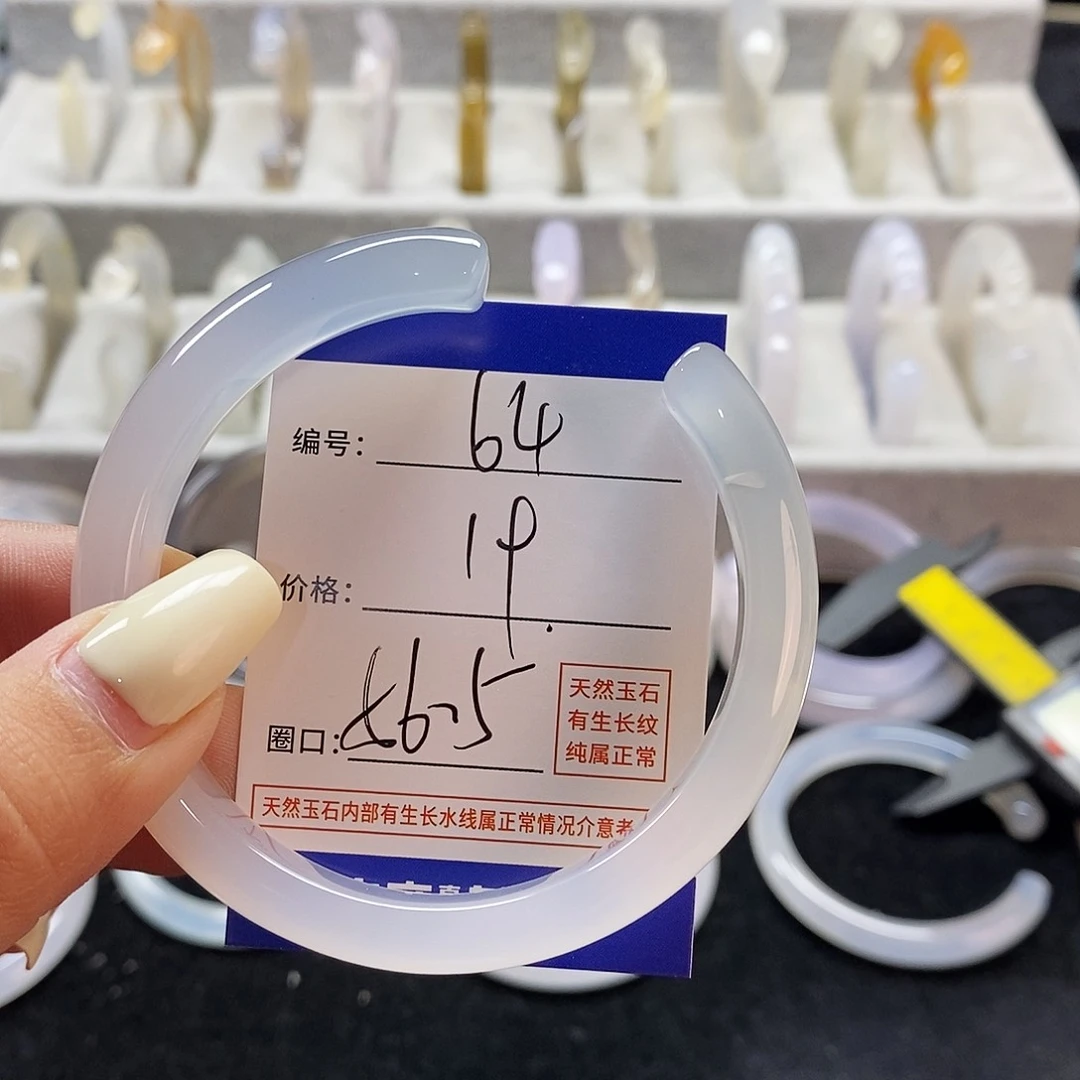 编号: 64
价格: 19.
圈口: 56.5
天然玉石
有生长纹
纯属正常
天然玉石内部有生长水线属正常情况介意者